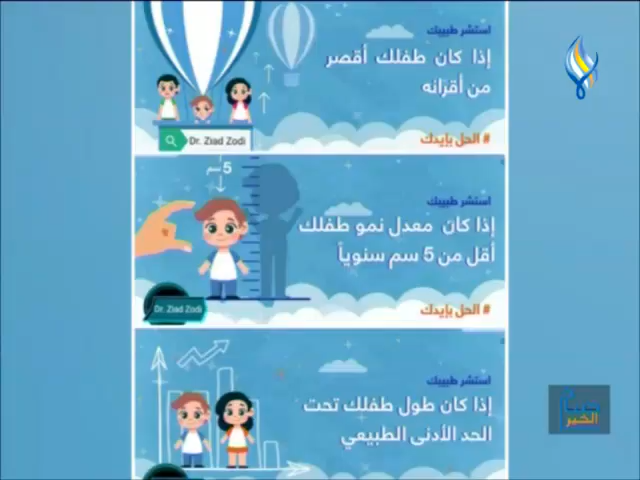 استشر طبيبك
إذا كان طفلك أقصر
من أقرانه
# الحل بإيدك
Dr. Ziad Zodi
5 سم
استشر طبيبك
إذا كان معدل نمو طفلك
أقل من 5 سم سنوياً
# الحل بإيدك
Dr. Ziad Zodi
استشر طبيبك
إذا كان طول طفلك تحت
الحد الأدنى الطبيعي
الخير